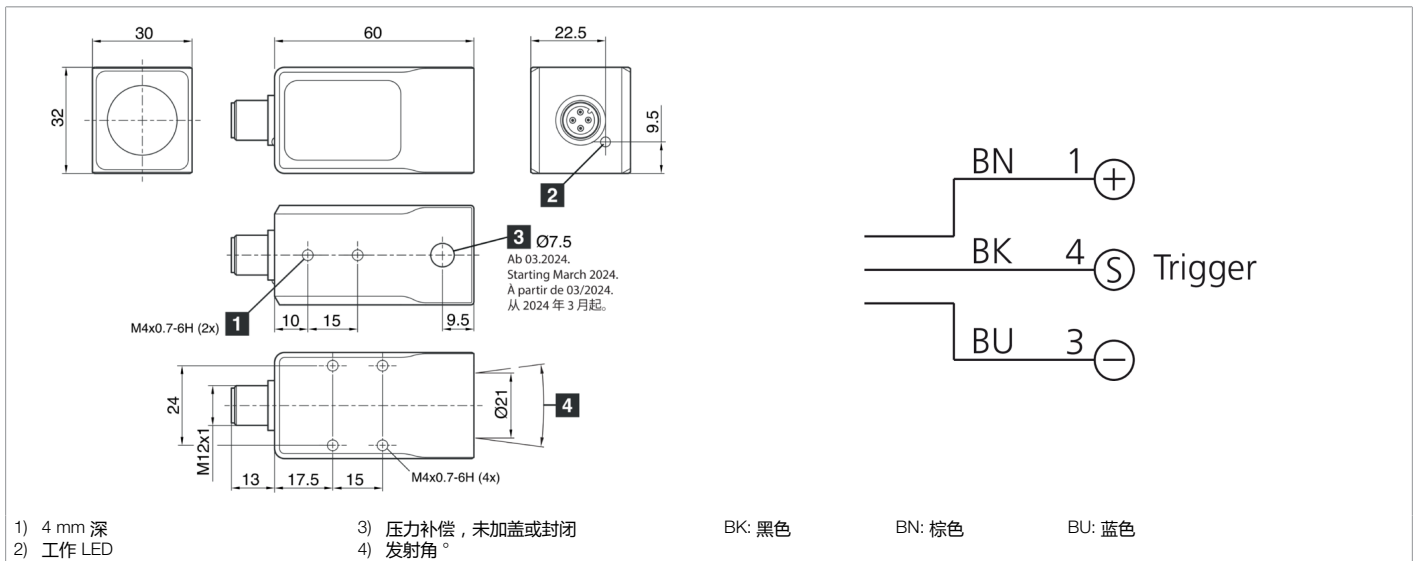 30
60
22.5
32
9.5
2
BN 1 +
3 Ø7.5
Ab 03.2024.
Starting March 2024.
À partir de 03/2024.
从 2024 年 3 月起。
BK 4 S Trigger
M4x0.7-6H (2x) 1
10 15 9.5
BU 3 −
24
M12x1
Ø21
4
13 17.5 15
M4x0.7-6H (4x)
1) 4 mm 深
2) 工作 LED
3) 压力补偿，未加盖或封闭
4) 发射角 °
BK: 黑色
BN: 棕色
BU: 蓝色